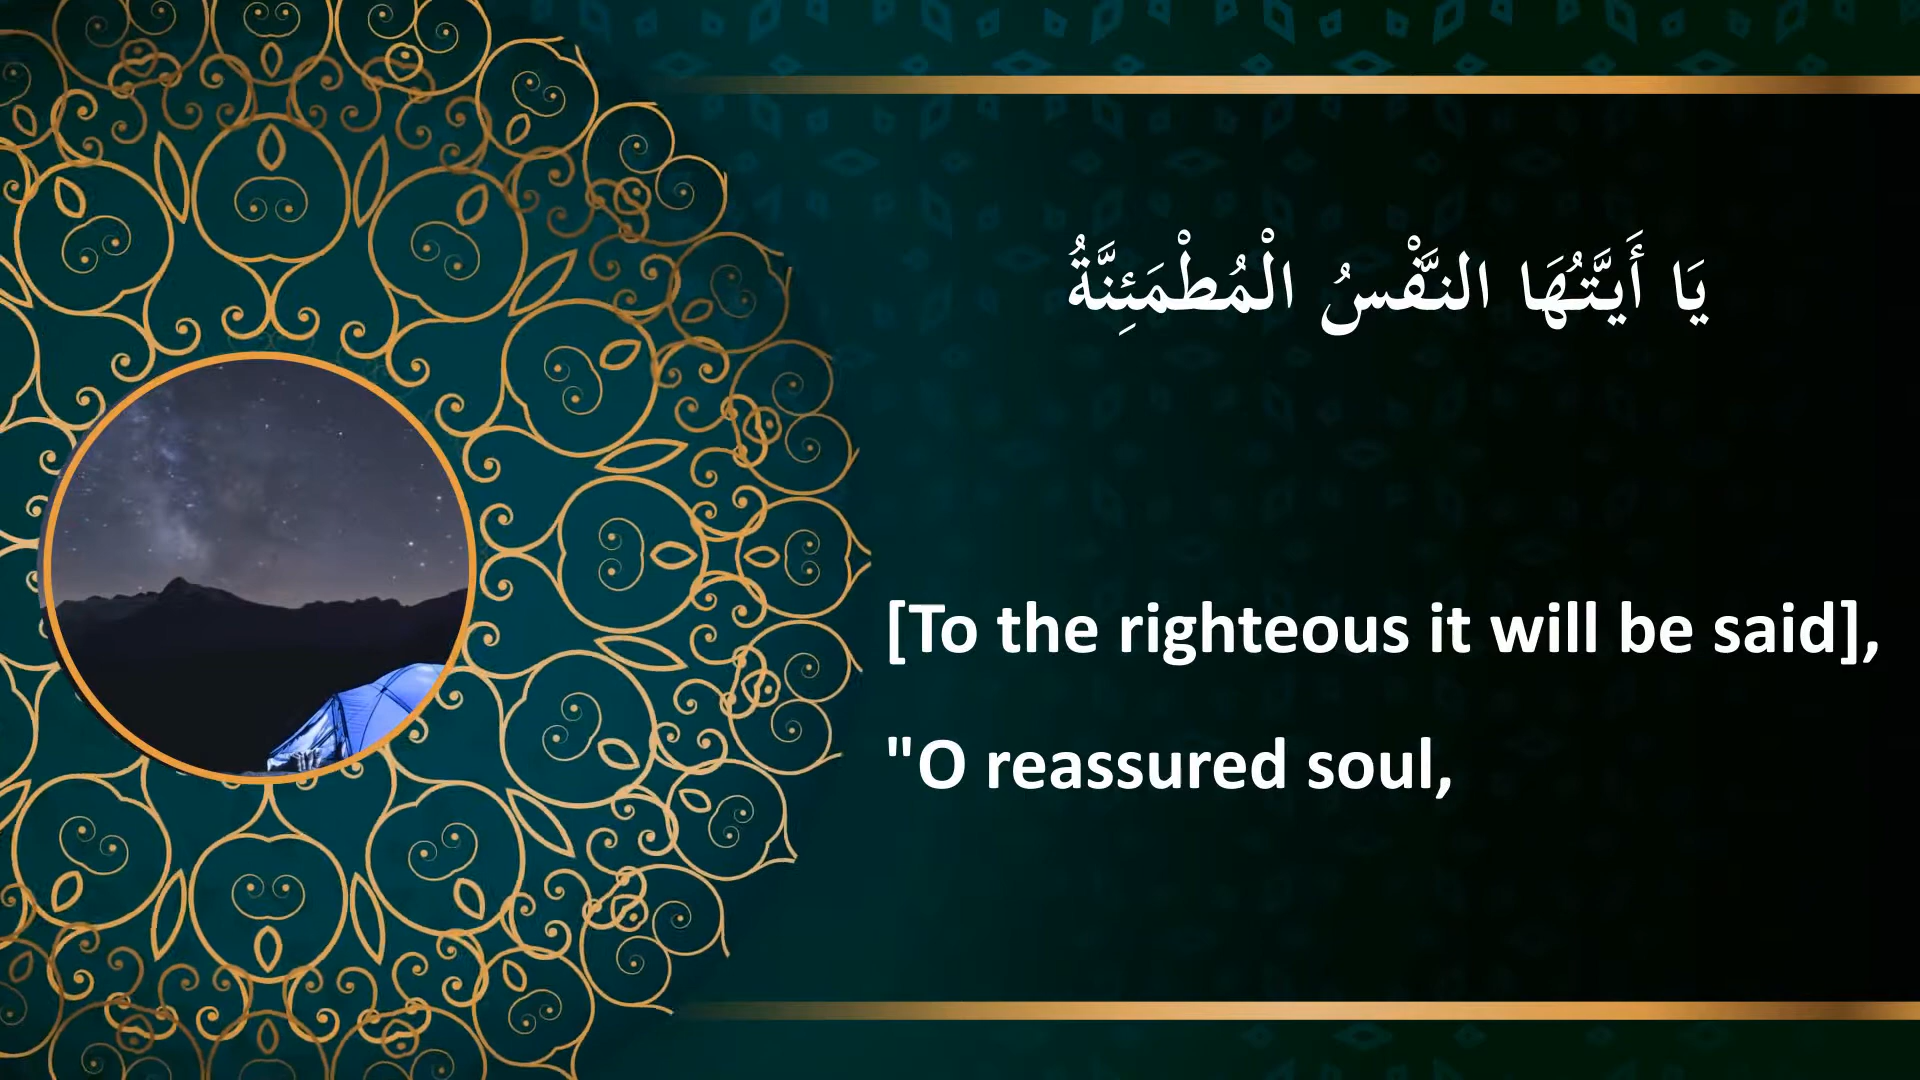 يَا أَيَّتُهَا النَّفْسُ الْمُطْمَئِنَّةُ
[To the righteous it will be said],
"O reassured soul,